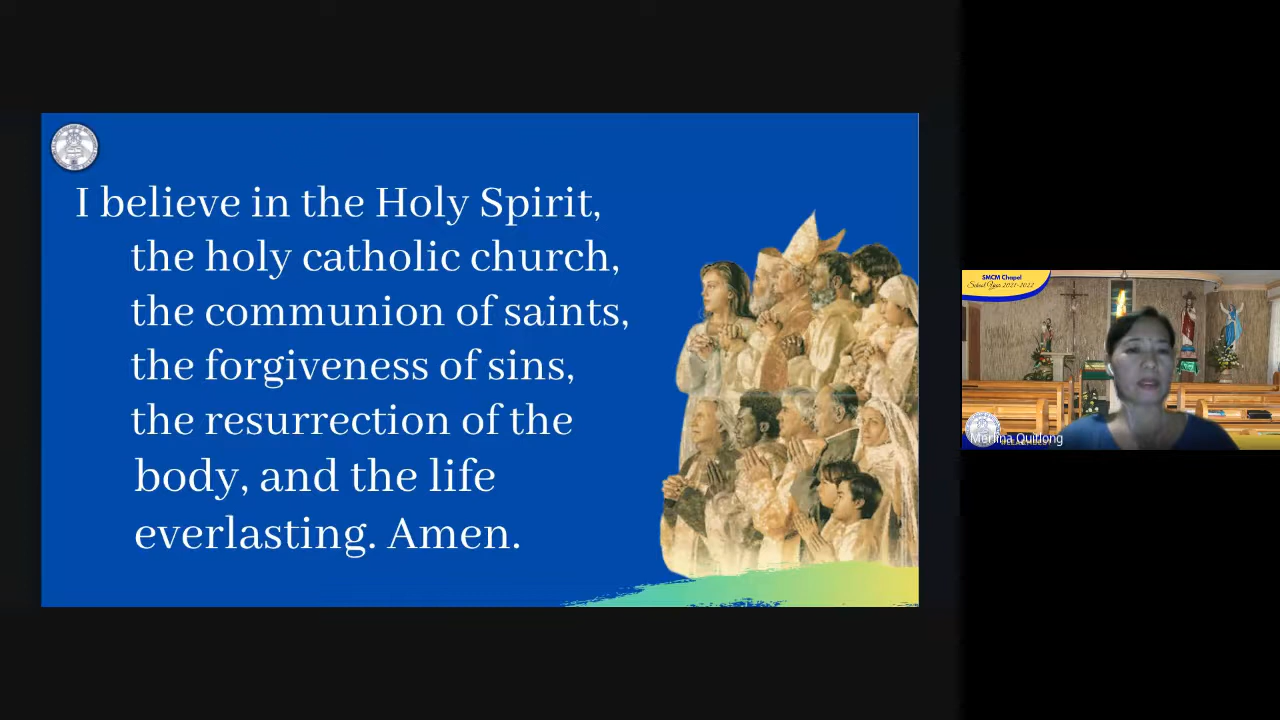 I believe in the Holy Spirit,
the holy catholic church,
the communion of saints,
the forgiveness of sins,
the resurrection of the
body, and the life
everlasting. Amen.
SMCM Chapel
School Year 2021-2022
Merlina Quitlong